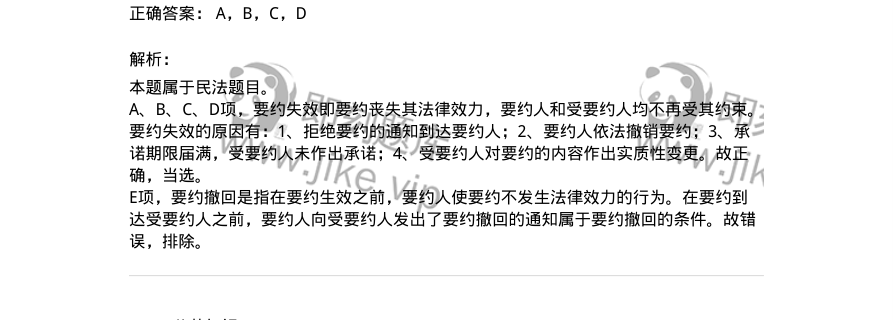 正确答案： A，B，C，D
解析：
本题属于民法题目。
A、B、C、D项，要约失效即要约丧失其法律效力，要约人和受要约人均不再受其约束。
要约失效的原因有：1、拒绝要约的通知到达要约人；2、要约人依法撤销要约；3、承
诺期限届满，受要约人未作出承诺；4、受要约人对要约的内容作出实质性变更。故正
确，当选。
E项，要约撤回是指在要约生效之前，要约人使要约不发生法律效力的行为。在要约到
达受要约人之前，要约人向受要约人发出了要约撤回的通知属于要约撤回的条件。故错
误，排除。
即刻题库
www.jike.vip